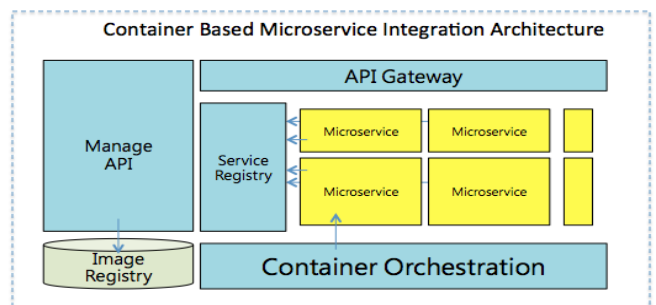 Container Based Microservice Integration Architecture
API Gateway
Manage
API
Service
Registry
Microservice
Microservice
Microservice
Microservice
Image
Registry
Container Orchestration